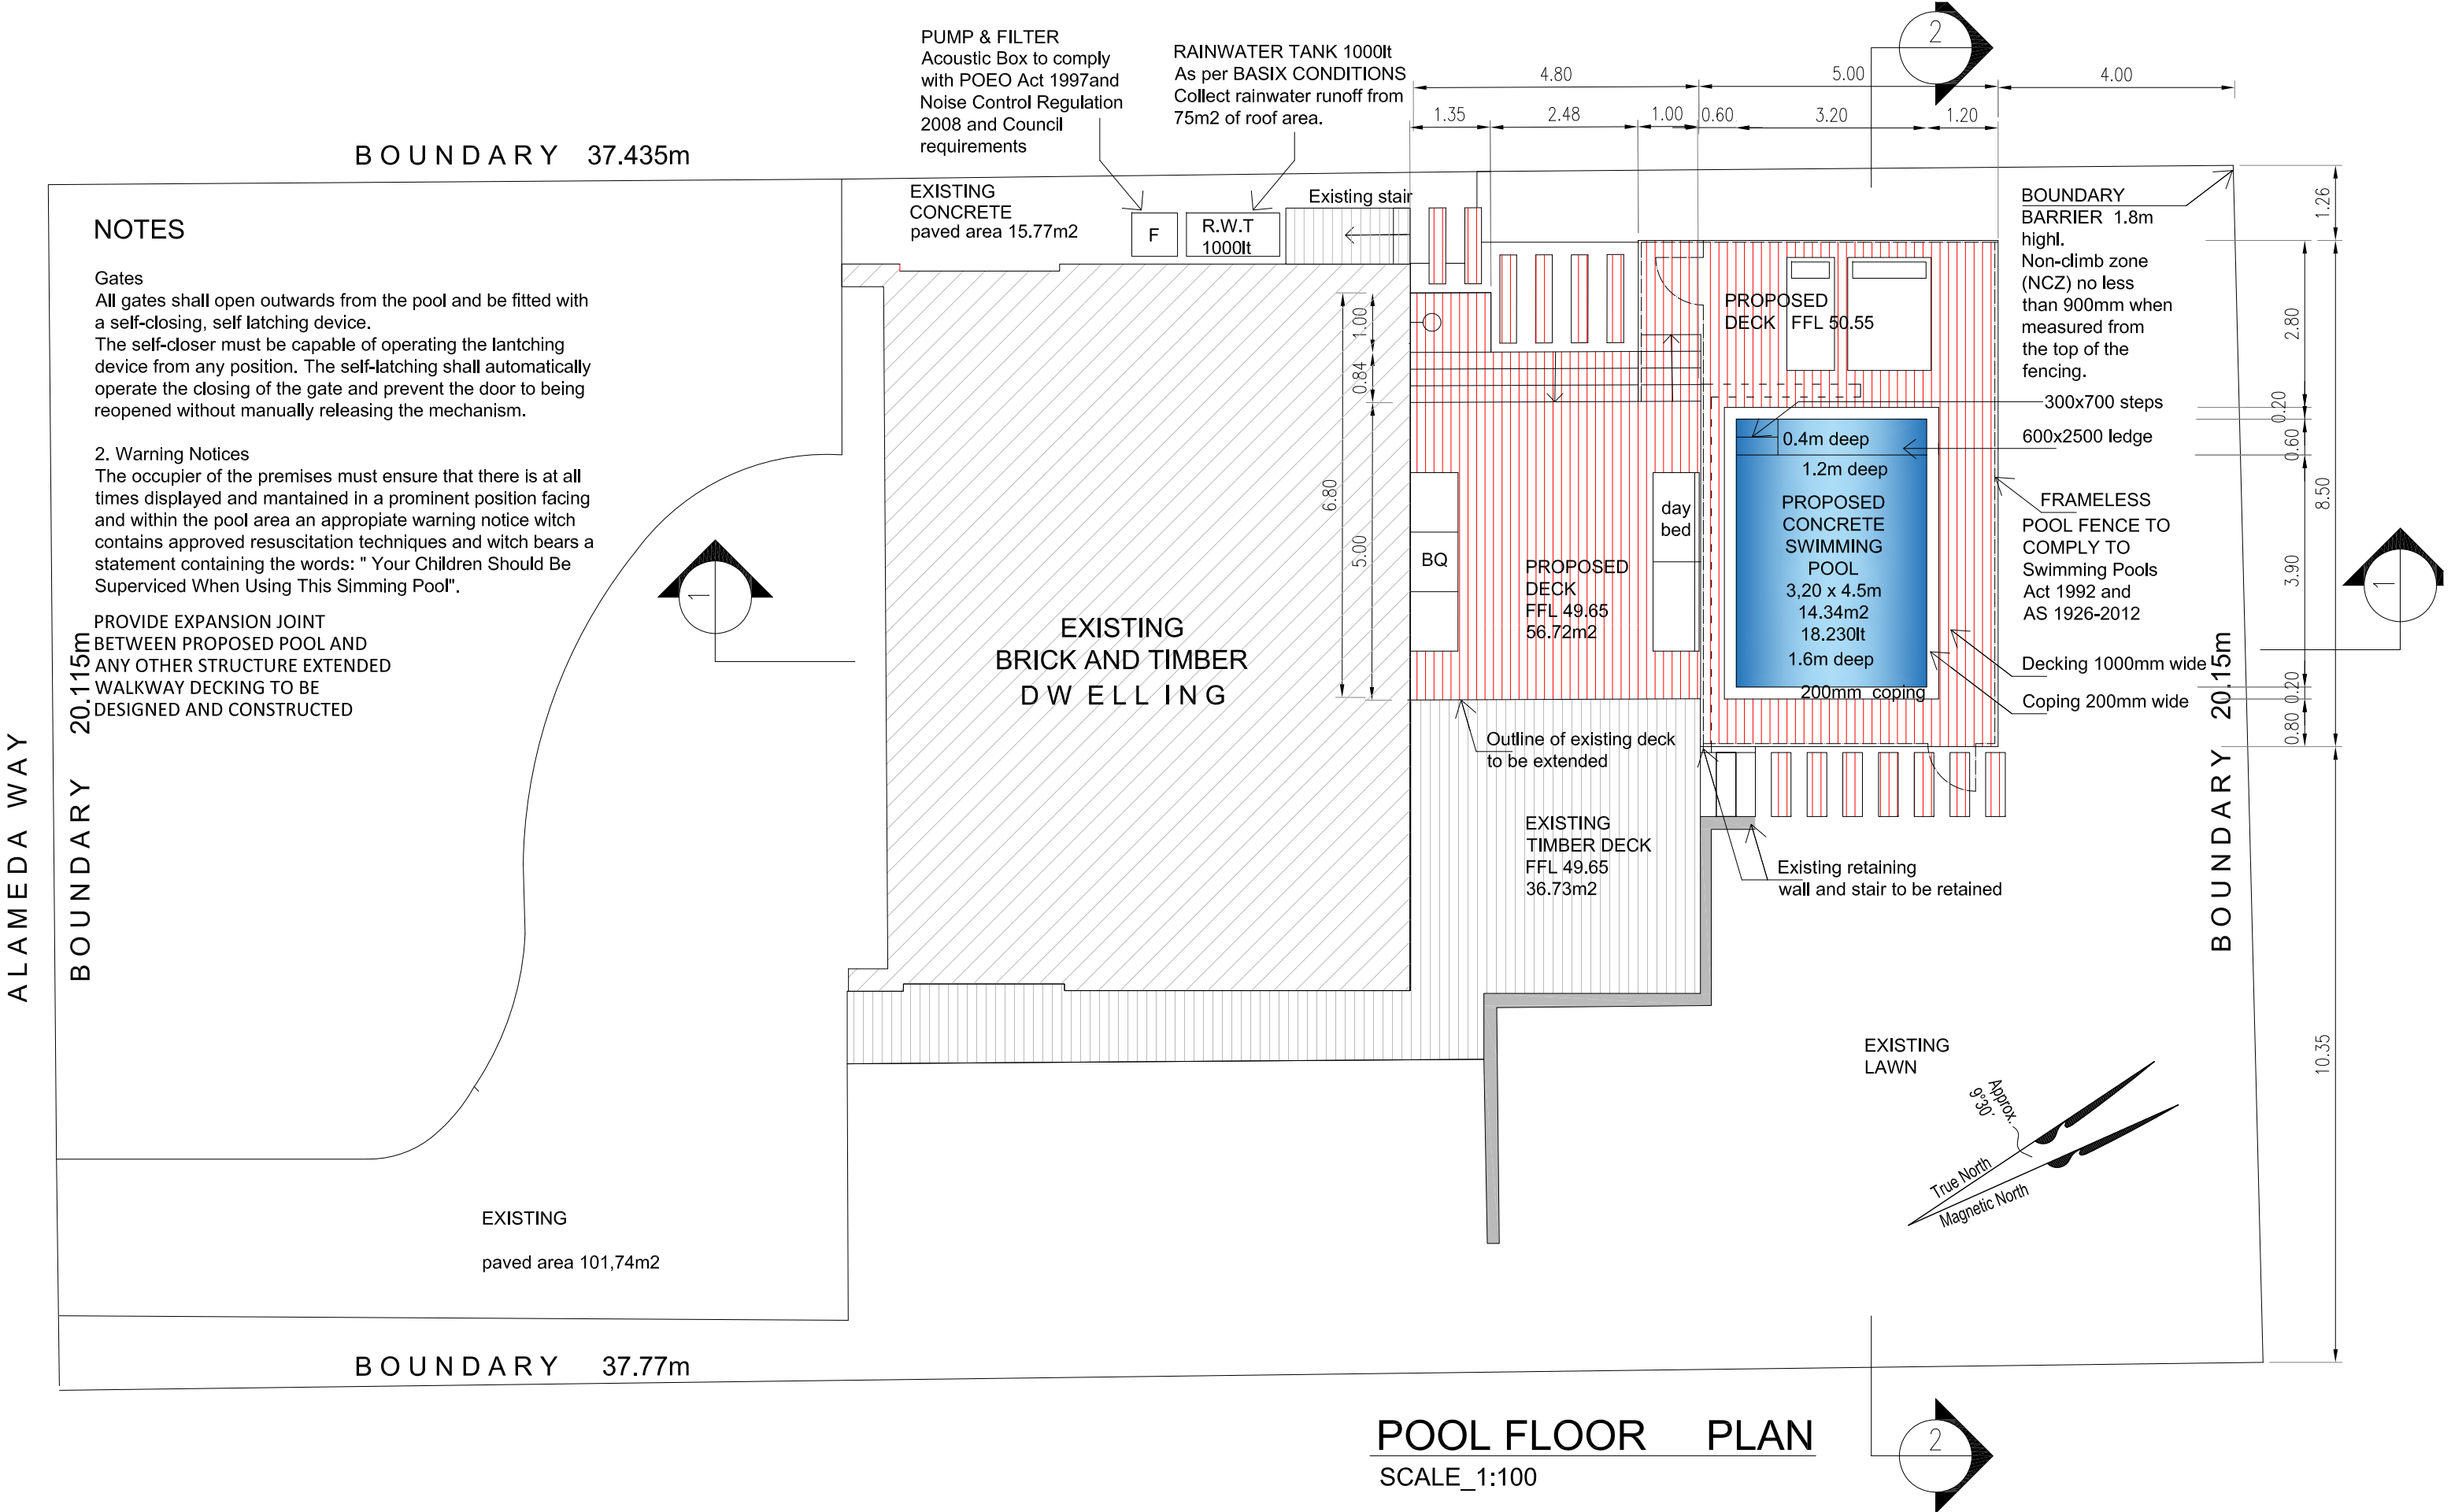 PUMP & FILTER
Acoustic Box to comply
with POEO Act 1997and
Noise Control Regulation
2008 and Council
requirements
RAINWATER TANK 1000lt
As per BASIX CONDITIONS
Collect rainwater runoff from
75m2 of roof area.
2
4.80
5.00
4.00
1.35
2.48
1.00
0.60
3.20
1.20
BOUNDARY 37.435m
NOTES
Gates
All gates shall open outwards from the pool and be fitted with
a self-closing, self latching device.
The self-closer must be capable of operating the lantching
device from any position. The self-latching shall automatically
operate the closing of the gate and prevent the door to being
reopened without manually releasing the mechanism.
2. Warning Notices
The occupier of the premises must ensure that there is at all
times displayed and mantained in a prominent position facing
and within the pool area an appropiate warning notice witch
contains approved resuscitation techniques and witch bears a
statement containing the words: " Your Children Should Be
Superviced When Using This Simming Pool".
PROVIDE EXPANSION JOINT
BETWEEN PROPOSED POOL AND
ANY OTHER STRUCTURE EXTENDED
WALKWAY DECKING TO BE
DESIGNED AND CONSTRUCTED
ALAMEDA WAY
BOUNDARY 20.115m
EXISTING
CONCRETE
paved area 15.77m2
F
R.W.T
1000lt
Existing stair
1
EXISTING
BRICK AND TIMBER
DWELLING
1.00
0.84
6.80
5.00
BQ
day
bed
PROPOSED
DECK
FFL 49.65
56.72m2
PROPOSED
DECK FFL 50.55
0.4m deep
1.2m deep
PROPOSED
CONCRETE
SWIMMING
POOL
3,20 x 4.5m
14.34m2
18.230lt
1.6m deep
200mm coping
Outline of existing deck
to be extended
EXISTING
TIMBER DECK
FFL 49.65
36.73m2
Existing retaining
wall and stair to be retained
BOUNDARY
BARRIER 1.8m
highl.
Non-climb zone
(NCZ) no less
than 900mm when
measured from
the top of the
fencing.
300x700 steps
600x2500 ledge
FRAMELESS
POOL FENCE TO
COMPLY TO
Swimming Pools
Act 1992 and
AS 1926-2012
Decking 1000mm wide
Coping 200mm wide
BOUNDARY 20.15m
1.26
2.80
0.20
0.60
8.50
3.90
0.20
0.80
10.35
1
EXISTING
LAWN
Approx.
9°30'
True North
Magnetic North
EXISTING
paved area 101,74m2
BOUNDARY 37.77m
POOL FLOOR PLAN
SCALE_1:100
2